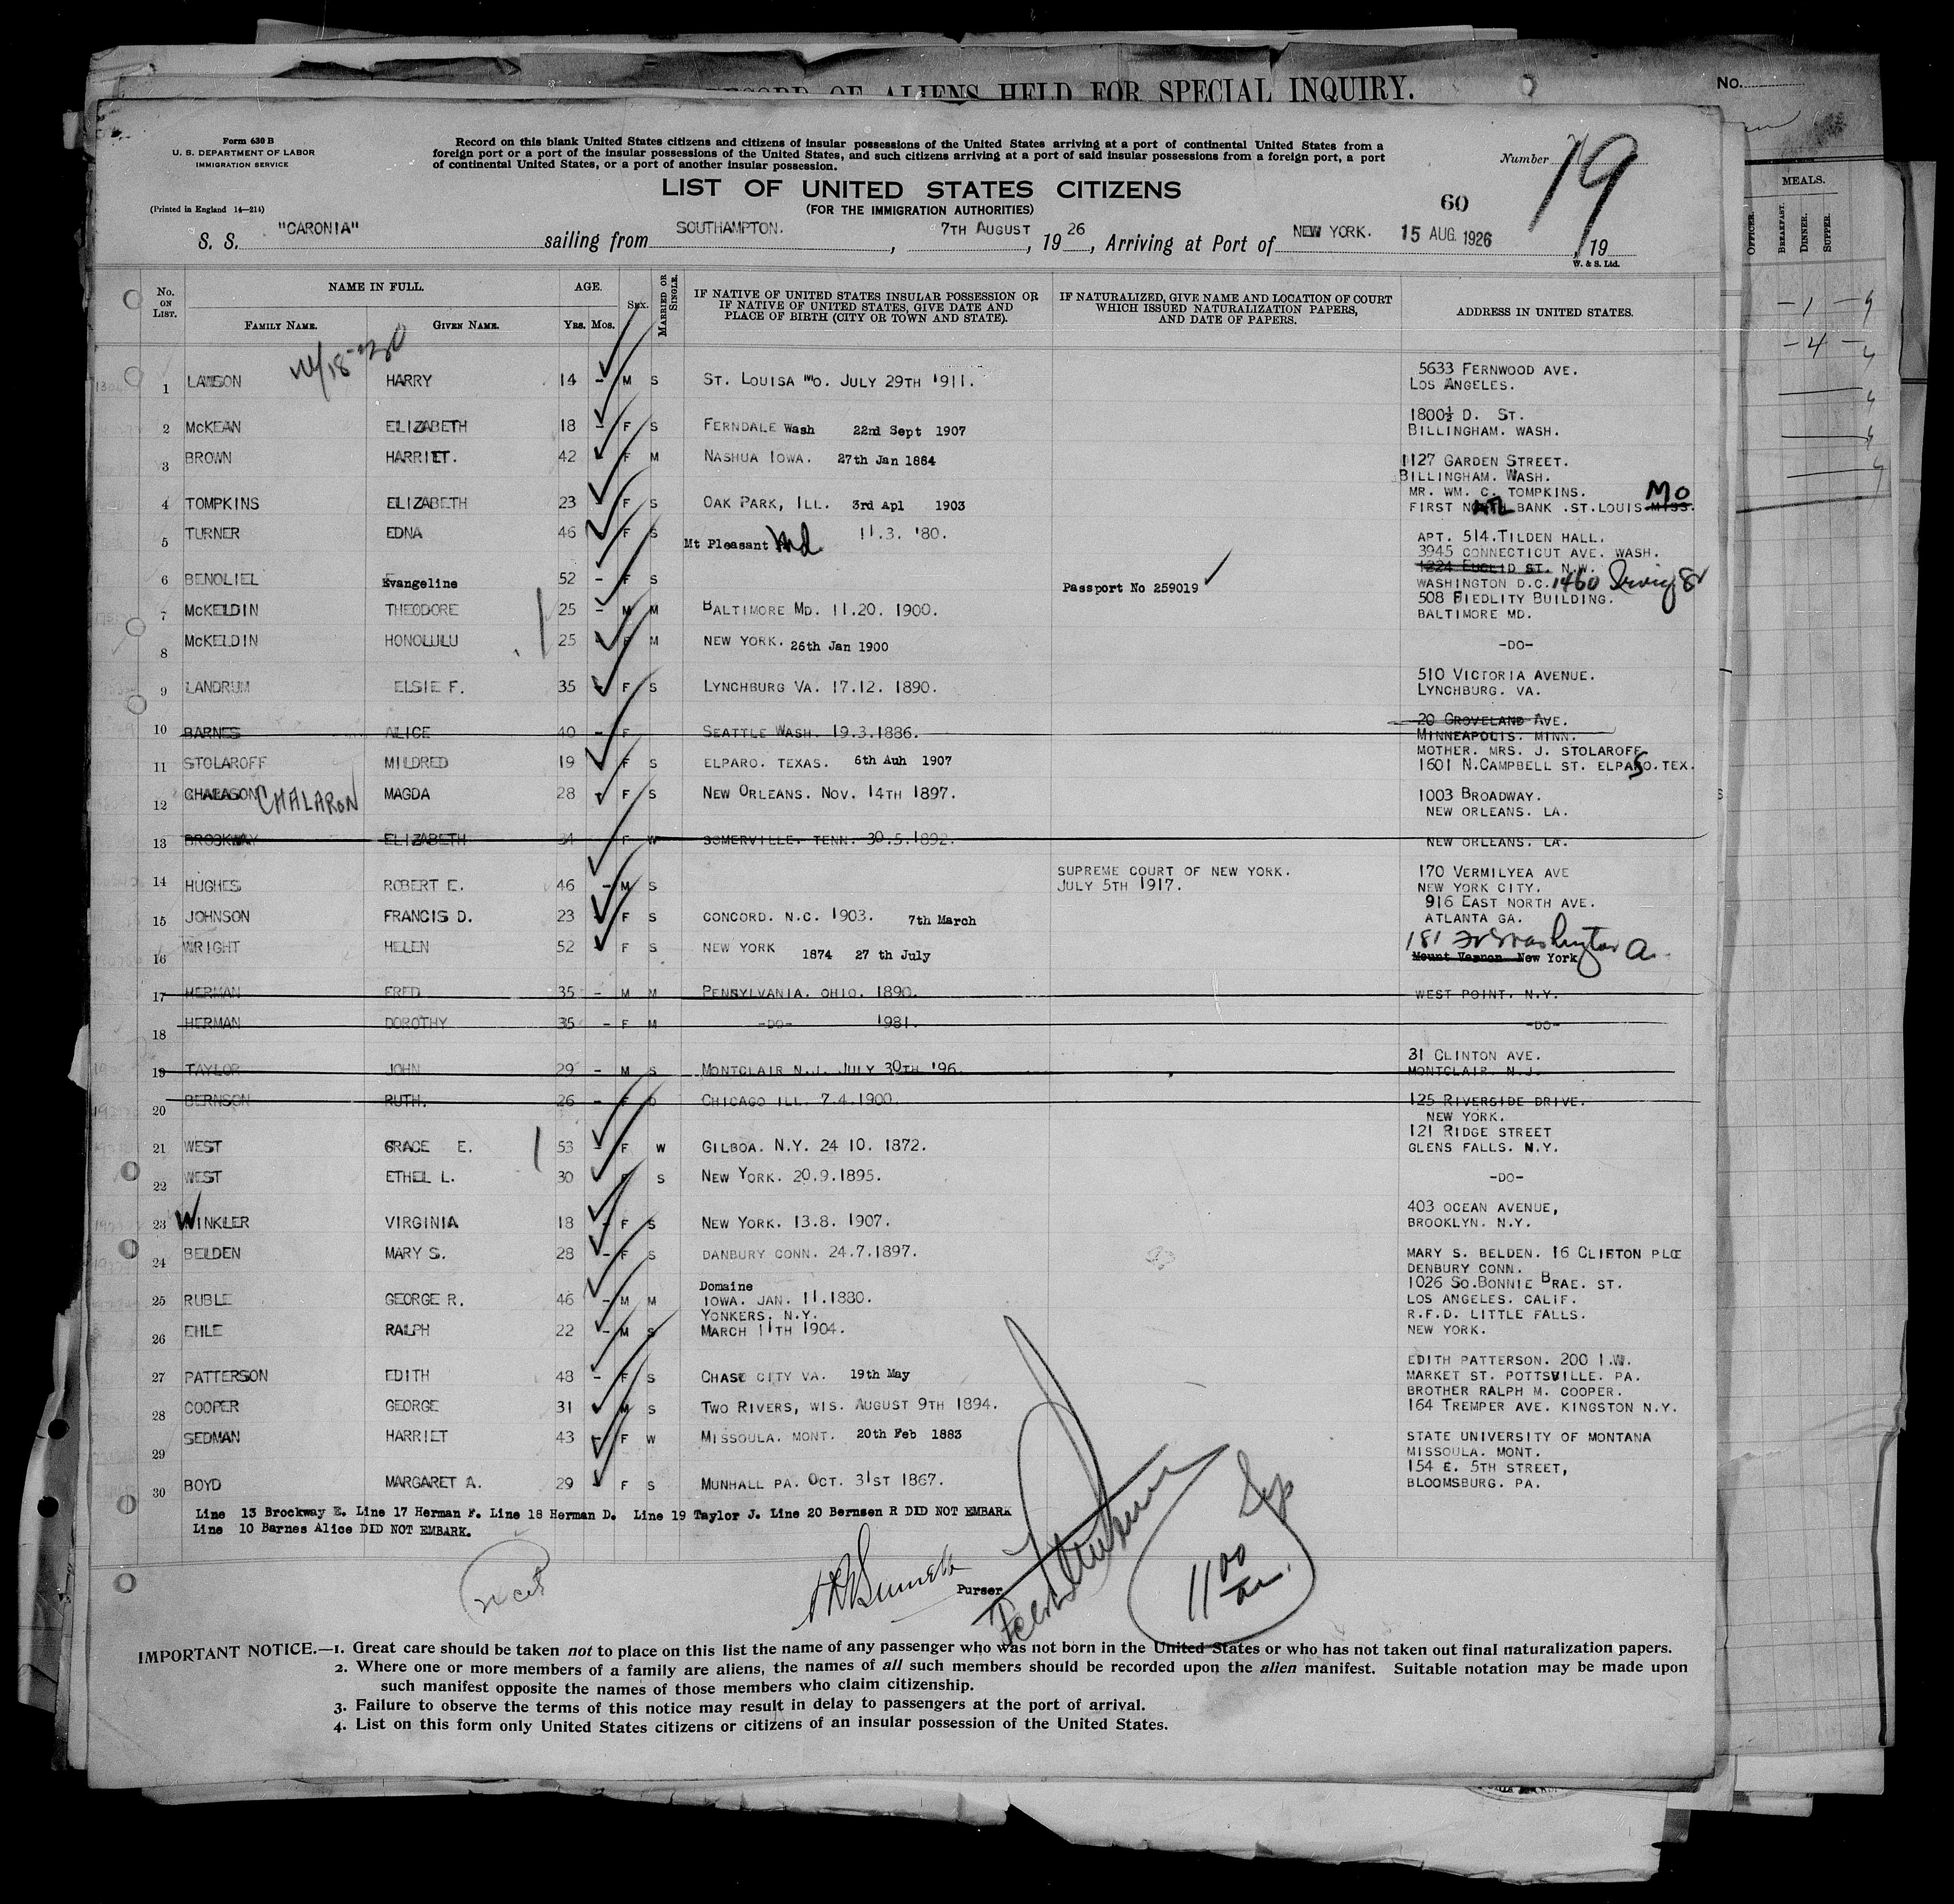 RECORD OF ALIENS HELD FOR SPECIAL INQUIRY.
No.
MEALS.
OFFICER. BREAKFAST. DINNER. SUPPER.
Form 630 B
U. S. DEPARTMENT OF LABOR
IMMIGRATION SERVICE
Record on this blank United States citizens and citizens of insular possessions of the United States arriving at a port of continental United States from a
foreign port or a port of the insular possessions of the United States, and such citizens arriving at a port of said insular possessions from a foreign port, a port
of continental United States, or a port of another insular possession.
Number 19
LIST OF UNITED STATES CITIZENS
(FOR THE IMMIGRATION AUTHORITIES)
60
(Printed in England 14—214)
S. S. "CARONIA" sailing from SOUTHAMPTON. , 7TH AUGUST , 1926 , Arriving at Port of NEW YORK. 15 AUG. 1926 , 19
W. & S. Ltd.
No. ON LIST. NAME IN FULL. AGE. SEX. MARRIED OR SINGLE. IF NATIVE OF UNITED STATES INSULAR POSSESSION OR IF NATIVE OF UNITED STATES, GIVE DATE AND PLACE OF BIRTH (CITY OR TOWN AND STATE). IF NATURALIZED, GIVE NAME AND LOCATION OF COURT WHICH ISSUED NATURALIZATION PAPERS, AND DATE OF PAPERS. ADDRESS IN UNITED STATES.
FAMILY NAME. GIVEN NAME. YRS. MOS.
1 LAWSON HARRY 14 - M S ST. LOUISA MO. JULY 29TH '911. 5633 FERNWOOD AVE.
LOS ANGELES.
2 McKEAN ELIZABETH 18 - F S FERNDALE Wash 22nd Sept 1907 1800½ D. ST.
BILLINGHAM. WASH.
3 BROWN HARRIET. 42 F M NASHUA IOWA. 27th Jan 1884 1127 GARDEN STREET.
BILLINGHAM. WASH.
4 TOMPKINS ELIZABETH 23 - F S OAK PARK, ILL. 3rd Apl 1903 MR. WM. C. TOMPKINS.
FIRST NATL BANK .ST.LOUIS MISS. MO
5 TURNER EDNA 46 F S Mt Pleasant Md. 11.3. '80. APT. 514.TILDEN HALL.
3945 CONNECTICUT AVE. WASH.
6 BENOLIEL Evangeline 52 - F S Passport No 259019 1224 EUCLID ST. N.W.
WASHINGTON D.C. 1460 Irving St
7 McKELDIN THEODORE 25 - M M BALTIMORE MD. 11.20. 1900. 508 FIEDLITY BUILDING.
BALTIMORE MD.
8 McKELDIN HONOLULU 25 - F M NEW YORK. 26th Jan 1900 -DO-
9 LANDRUM ELSIE F. 35 - F S LYNCHBURG VA. 17.12. 1890. 510 VICTORIA AVENUE.
LYNCHBURG. VA.
10 BARNES ALICE 40 - F SEATTLE WASH. 19.3.1886. 20 GROVELAND AVE.
MINNEAPOLIS. MINN.
11 STOLAROFF MILDRED 19 F S ELPARO. TEXAS. 6th Auh 1907 MOTHER. MRS. J. STOLAROFF
1601 N.CAMPBELL ST. ELPASO.TEX.
12 CHALASON CHALARON MAGDA 28 - F S NEW ORLEANS. NOV. 14TH 1897. 1003 BROADWAY.
NEW ORLEANS. LA.
13 BROCKWAY ELIZABETH 34 F W SOMERVILLE. TENN. 30.5.1892. NEW ORLEANS. LA.
14 HUGHES ROBERT E. 46 - M S SUPREME COURT OF NEW YORK.
JULY 5TH 1917. 170 VERMILYEA AVE
NEW YORK CITY.
15 JOHNSON FRANCIS D. 23 F S CONCORD. N.C. 1903. 7th March 916 EAST NORTH AVE.
ATLANTA GA.
16 WRIGHT HELEN 52 F S NEW YORK 1874 27 th July 181 Washington
Mount Vernon New York
17 HERMAN FRED 35 - M M PENNSYLVANIA. OHIO. 1890. WEST POINT. N.Y.
18 HERMAN DOROTHY 35 - F M -DO- 1981. -DO-
19 TAYLOR JOHN 29 - M S MONTCLAIR N.J. JULY 30TH '96. 31 CLINTON AVE.
MONTCLAIR. N.J.
20 BERNSON RUTH. 26 - F CHICAGO ILL. 7.4.1900. 125 RIVERSIDE DRIVE.
NEW YORK.
21 WEST GRACE E. 53 - F W GILBOA. N.Y. 24 10. 1872. 121 RIDGE STREET
GLENS FALLS. N.Y.
22 WEST ETHEL L. 30 F S NEW YORK. 20.9.1895. -DO-
23 WINKLER VIRGINIA 18 - F S NEW YORK. 13.8. 1907. 403 OCEAN AVENUE,
BROOKLYN. N.Y.
24 BELDEN MARY S. 28 - F S DANBURY CONN. 24.7.1897. MARY S. BELDEN. 16 CLIFTON PLCE
DENBURY CONN.
25 RUBLE GEORGE R. 46 - M M Domaine
IOWA. JAN. 11.1880. 1026 SO.BONNIE BRAE. ST.
LOS ANGELES. CALIF.
26 EHLE RALPH 22 - M S YONKERS. N.Y.
MARCH 11TH 1904. R.F.D. LITTLE FALLS.
NEW YORK.
27 PATTERSON EDITH 48 - F S CHASE CITY VA. 19th May EDITH PATTERSON. 200 I.W.
MARKET ST. POTTSVILLE. PA.
28 COOPER GEORGE 31 M S TWO RIVERS, WIS. AUGUST 9TH 1894. BROTHER RALPH M. COOPER.
164 TREMPER AVE. KINGSTON N.Y.
29 SEDMAN HARRIET 43 - F W MISSOULA. MONT. 20th Feb 1883 STATE UNIVERSITY OF MONTANA
MISSOULA. MONT.
30 BOYD MARGARET A. 29 F S MUNHALL PA. OCT. 31ST 1867. 154 E. 5TH STREET,
BLOOMSBURG. PA.
Line 13 Brockway E. Line 17 Herman F. Line 18 Herman D. Line 19 Taylor J. Line 20 Bernsen R DID NOT EMBARK
Line 10 Barnes Alice DID NOT EMBARK.
Purser
11 00
IMPORTANT NOTICE.—1. Great care should be taken not to place on this list the name of any passenger who was not born in the United States or who has not taken out final naturalization papers.
2. Where one or more members of a family are aliens, the names of all such members should be recorded upon the alien manifest. Suitable notation may be made upon
such manifest opposite the names of those members who claim citizenship.
3. Failure to observe the terms of this notice may result in delay to passengers at the port of arrival.
4. List on this form only United States citizens or citizens of an insular possession of the United States.